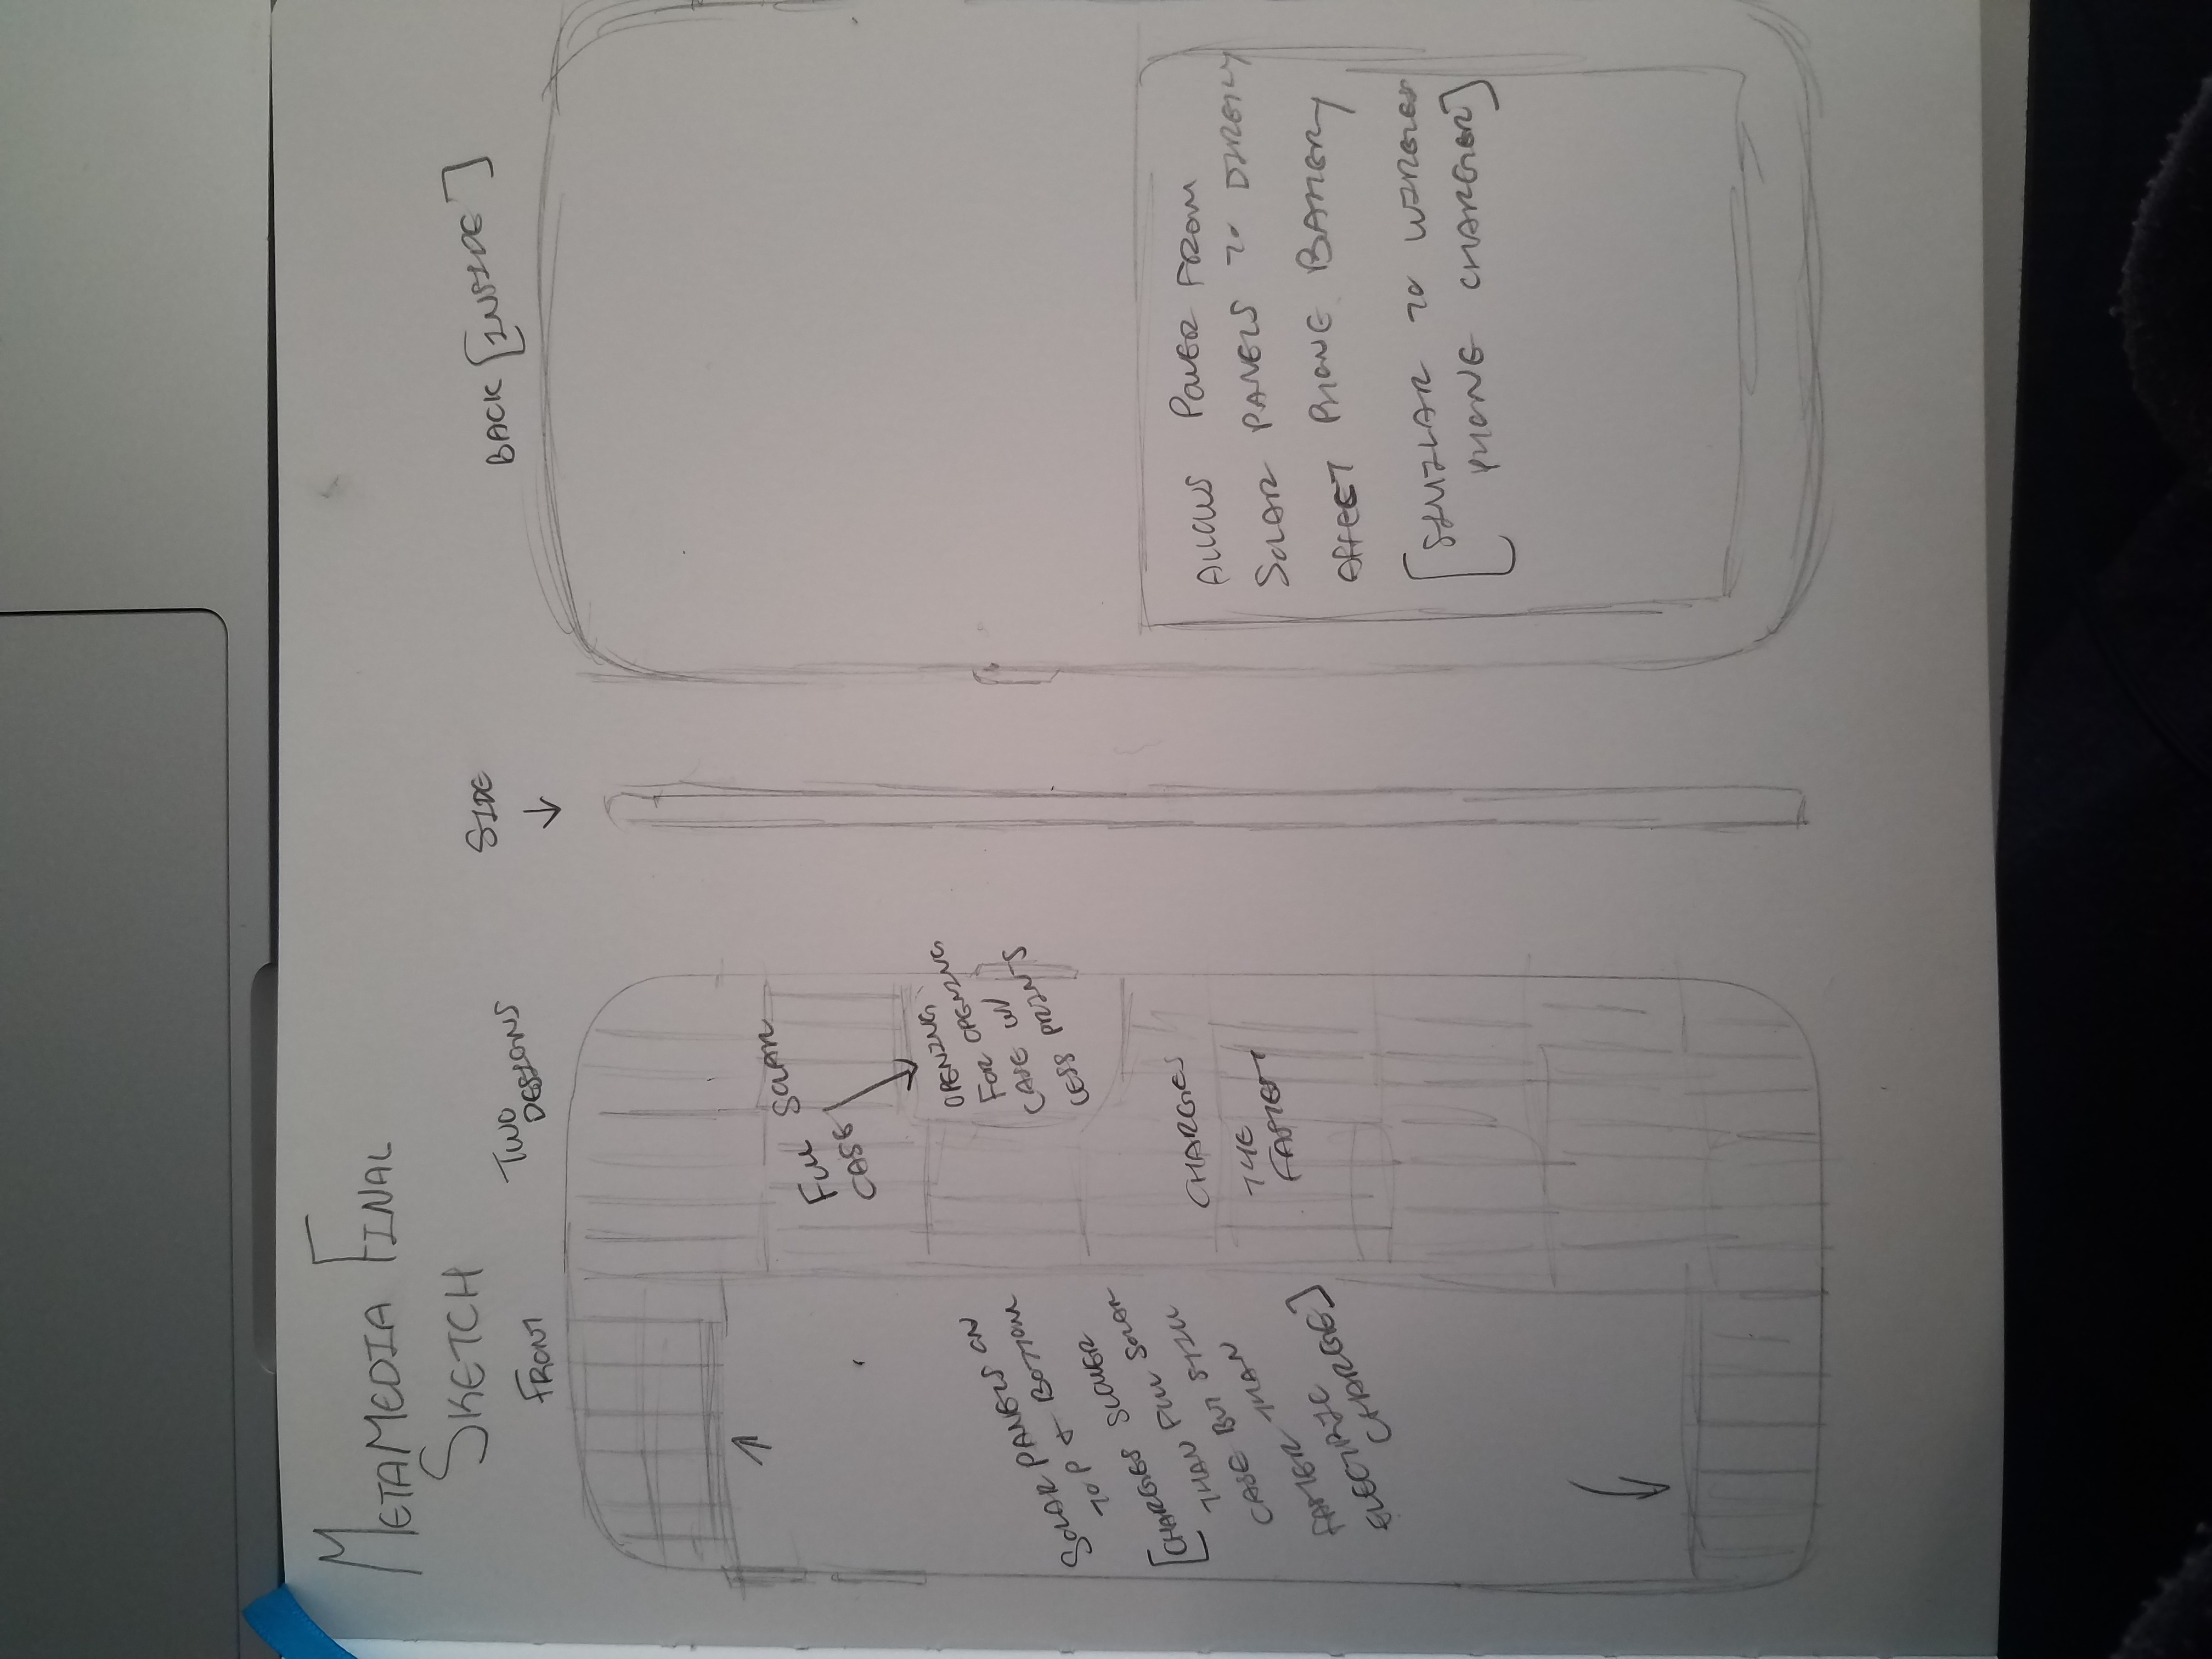 METAMEDIA FINAL
SKETCH
FRONT
TWO
DESIGNS
SIDE
BACK [INSIDE]
SOLAR PANELS ON
TOP & BOTTOM
[CHARGES SLOWER
THAN FULL SOLAR
CASE BUT STILL
FASTER THAN
ELECTRIC
CHARGE]
FULL SOLAR
CASE
OPENING
FOR OPENING
CASE W/
LESS PRINTS
CHARGES
THE
FASTEST
ALLOWS POWER FROM
SOLAR PANELS TO DIRECTLY
AFFECT PHONE BATTERY
[SIMILAR TO WIRELESS
PHONE CHARGER]